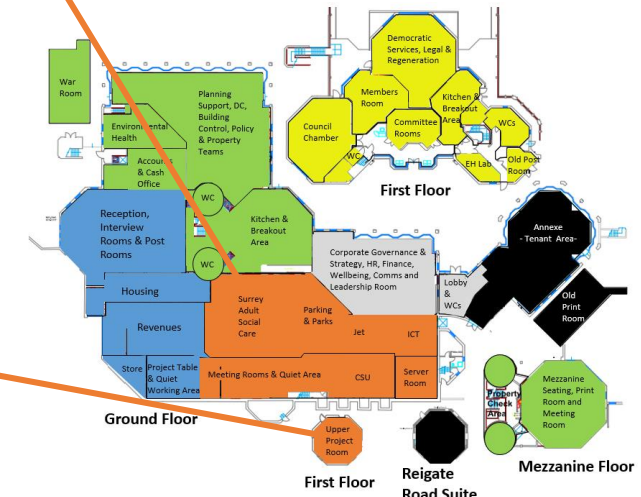 War
Room
Planning
Support, DC,
Building
Control, Policy
& Property
Teams
Environmental
Health
Accounts
& Cash
Office
WC
Kitchen &
Breakout
Area
WC
Reception,
Interview
Rooms & Post
Rooms
Housing
Revenues
Store
Project Table
& Quiet
Working Area
Surrey
Adult
Social
Care
Parking
& Parks
Jet
ICT
Meeting Rooms & Quiet Area
CSU
Server
Room
Corporate Governance &
Strategy, HR, Finance,
Wellbeing, Comms and
Leadership Room
Lobby
&
WCs
Annexe
- Tenant Area-
Old
Print
Room
Ground Floor
Democratic
Services, Legal &
Regeneration
Members
Room
Kitchen &
Breakout
Area
Council
Chamber
Committee
Rooms
WCs
WC
EH Lab
Old Post
Room
First Floor
Upper
Project
Room
First Floor
Reigate
Road Suite
Property
Check
Area
Mezzanine
Seating, Print
Room and
Meeting
Room
Mezzanine Floor